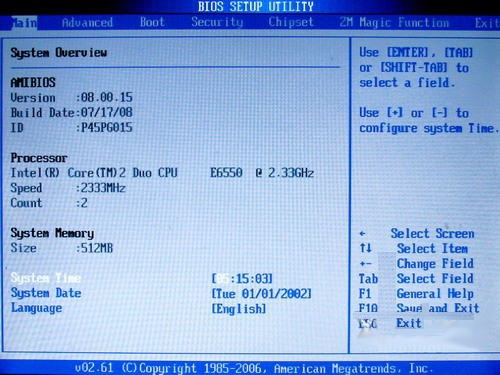 BIOS SETUP UTILITY
Main Advanced Boot Security Chipset ZM Magic Function Exit
System Overview
AMIBIOS
Version :08.00.15
Build Date:07/17/08
ID :P45PG015
Processor
Intel(R) Core(TM)2 Duo CPU E6550 @ 2.33GHz
Speed :2333MHz
Count :2
System Memory
Size :512MB
System Time [ :15:03]
System Date [Tue 01/01/2002]
Language [English]
Use [ENTER], [TAB]
or [SHIFT-TAB] to
select a field.
Use [+] or [-] to
configure system Time.
← Select Screen
↑↓ Select Item
+- Change Field
Tab Select Field
F1 General Help
F10 Save and Exit
ESC Exit
v02.61 (C)Copyright 1985-2006, American Megatrends, Inc.